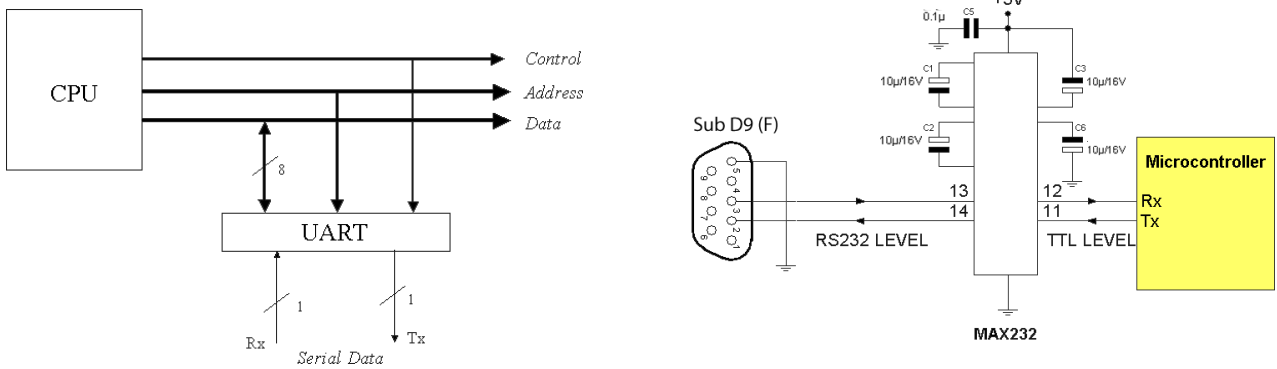 CPU
Control
Address
Data
8
UART
1
1
Rx
Tx
Serial Data
+5V
0.1µ
C5
C1
10µ/16V
C3
10µ/16V
C2
10µ/16V
C6
10µ/16V
Sub D9 (F)
5
9
4
8
3
7
2
6
1
13
12
14
11
RS232 LEVEL
TTL LEVEL
Microcontroller
Rx
Tx
MAX232